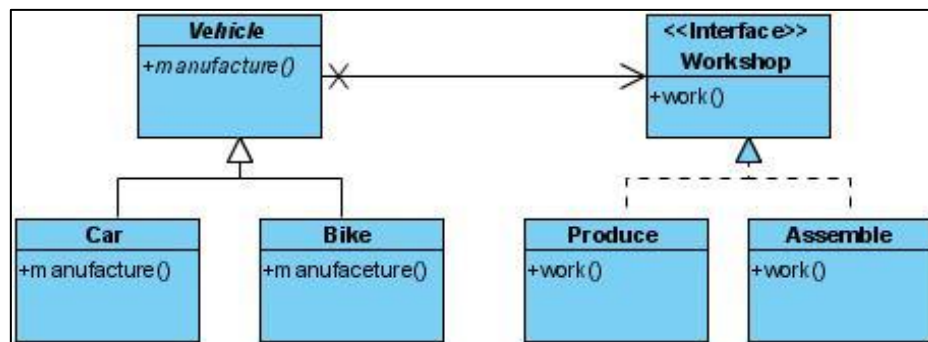 Vehicle
+manufacture()
<<Interface>>
Workshop
+work()
Car
+manufacture()
Bike
+manufaceture()
Produce
+work()
Assemble
+work()